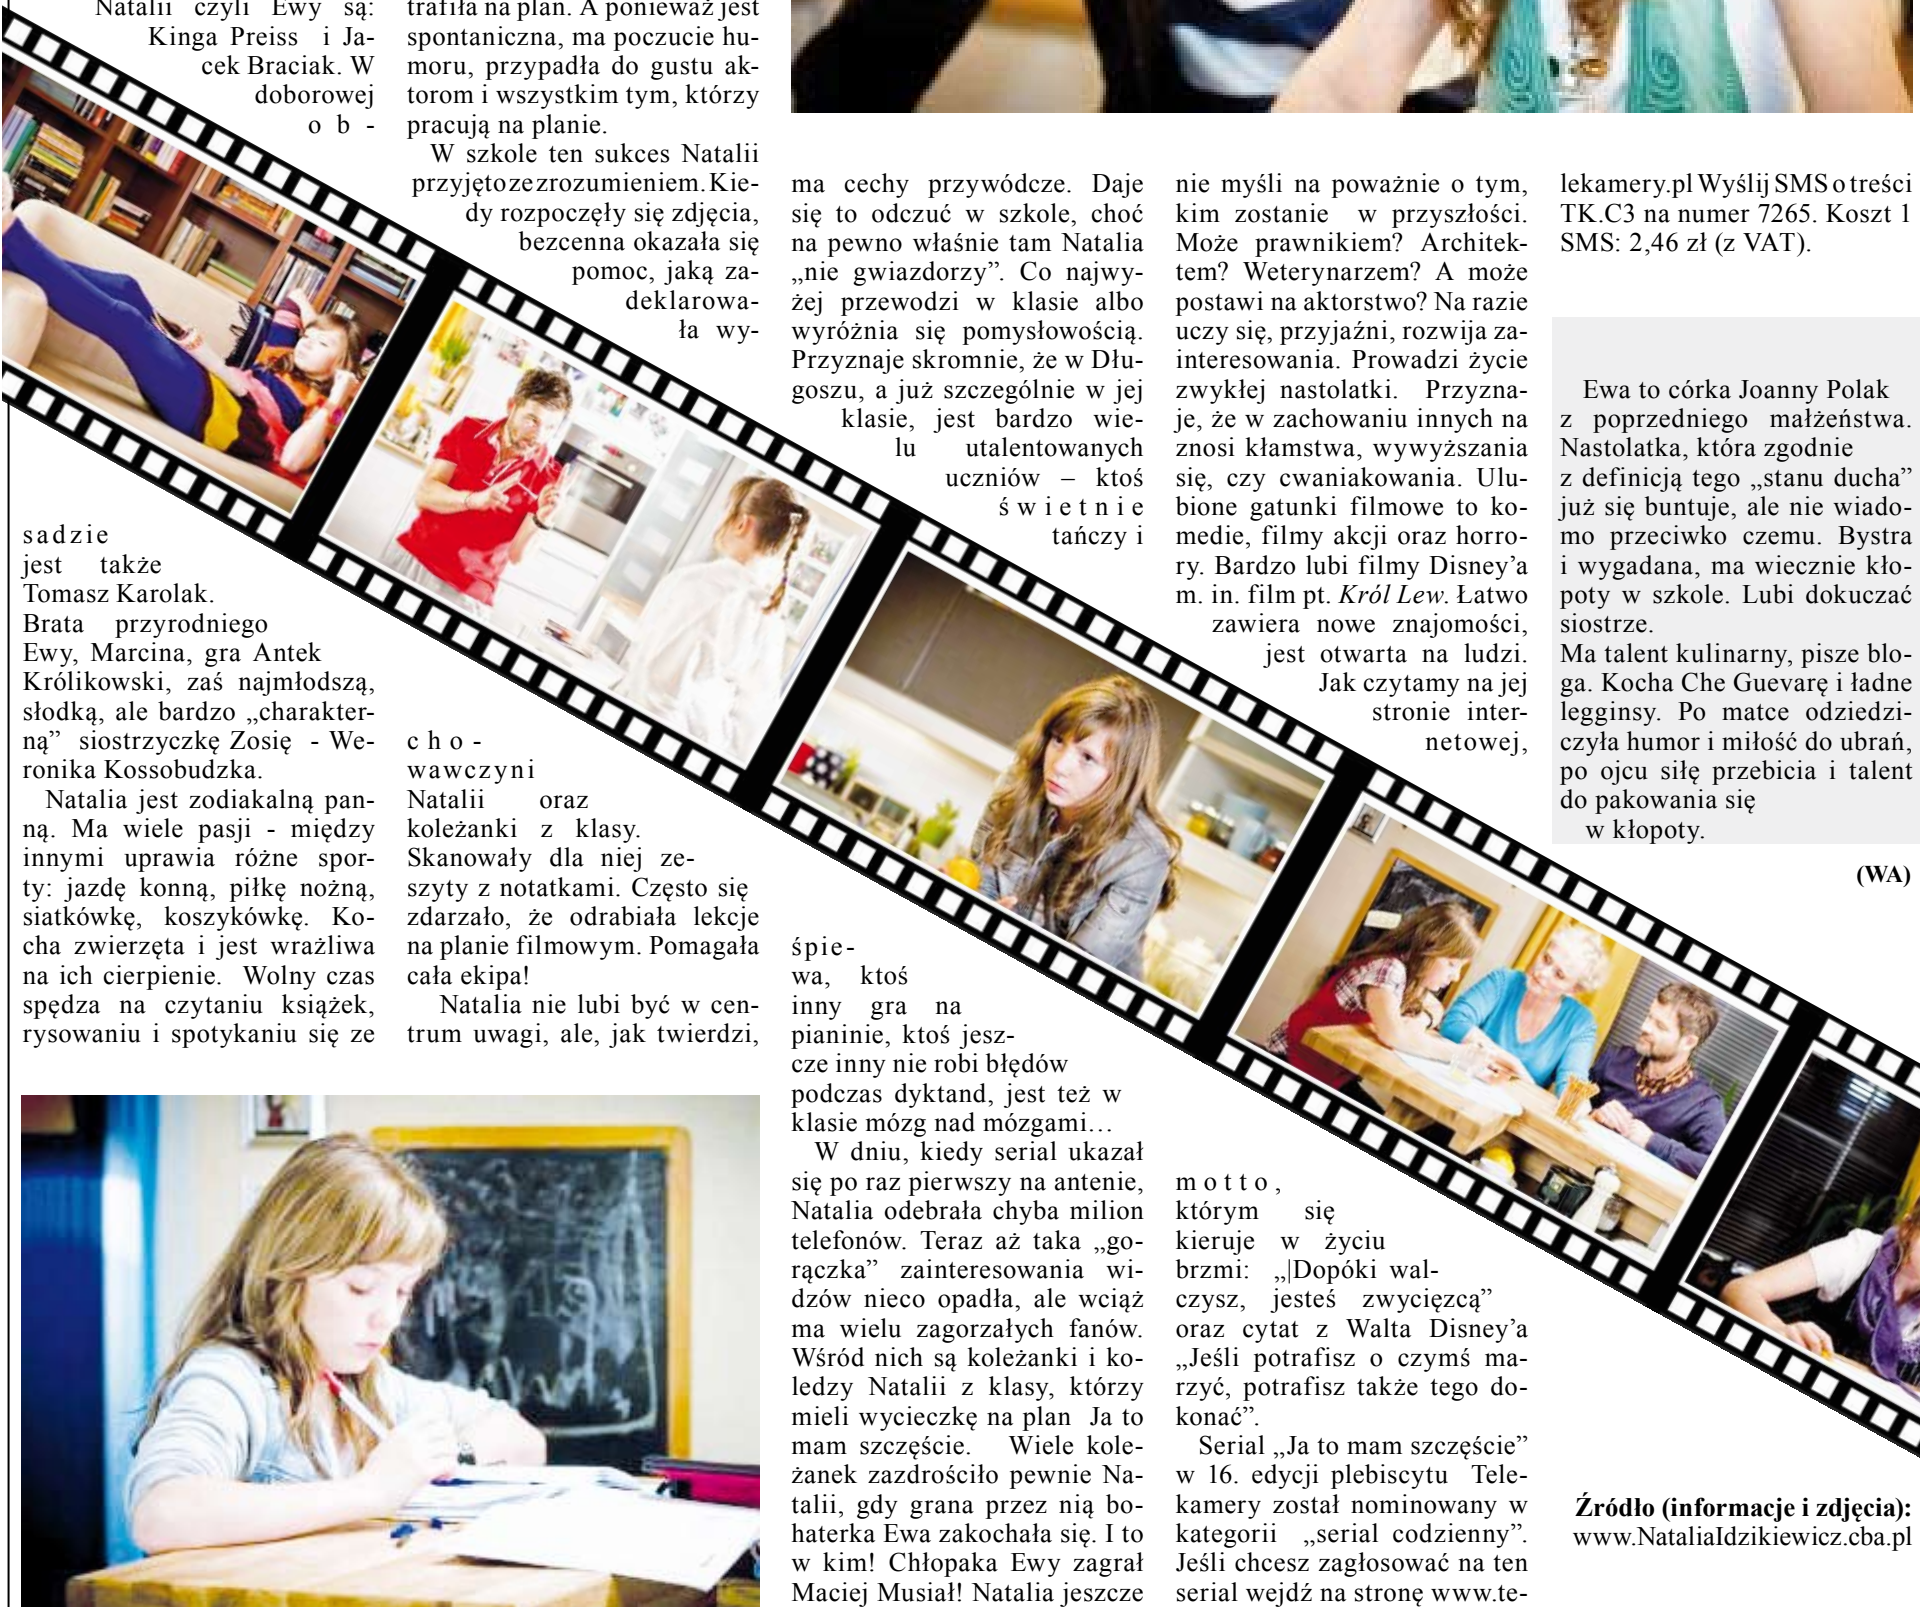 Natalii czyli Ewy są:
Kinga Preiss i Ja-
cek Braciak. W
doborowej
o b -
sadzie
jest także
Tomasz Karolak.
Brata przyrodniego
Ewy, Marcina, gra Antek
Królikowski, zaś najmłodszą,
słodką, ale bardzo „charakter-
ną” siostrzyczkę Zosię - We-
ronika Kossobudzka.
Natalia jest zodiakalną pan-
ną. Ma wiele pasji - między
innymi uprawia różne spor-
ty: jazdę konną, piłkę nożną,
siatkówkę, koszykówkę. Ko-
cha zwierzęta i jest wrażliwa
na ich cierpienie. Wolny czas
spędza na czytaniu książek,
rysowaniu i spotykaniu się ze
trafiła na plan. A ponieważ jest
spontaniczna, ma poczucie hu-
moru, przypadła do gustu ak-
torom i wszystkim tym, którzy
pracują na planie.
W szkole ten sukces Natalii
przyjęto ze zrozumieniem. Kie-
dy rozpoczęły się zdjęcia,
bezcenna okazała się
pomoc, jaką za-
deklarowa-
ła wy-
c h o -
wawczyni
Natalii oraz
koleżanki z klasy.
Skanowały dla niej ze-
szyty z notatkami. Często się
zdarzało, że odrabiała lekcje
na planie filmowym. Pomagała
cała ekipa!
Natalia nie lubi być w cen-
trum uwagi, ale, jak twierdzi,
ma cechy przywódcze. Daje
się to odczuć w szkole, choć
na pewno właśnie tam Natalia
„nie gwiazdorzy”. Co najwy-
żej przewodzi w klasie albo
wyróżnia się pomysłowością.
Przyznaje skromnie, że w Dłu-
goszu, a już szczególnie w jej
klasie, jest bardzo wie-
lu utalentowanych
uczniów – ktoś
ś w i e t n i e
tańczy i
śpie-
wa, ktoś
inny gra na
pianinie, ktoś jesz-
cze inny nie robi błędów
podczas dyktand, jest też w
klasie mózg nad mózgami…
W dniu, kiedy serial ukazał
się po raz pierwszy na antenie,
Natalia odebrała chyba milion
telefonów. Teraz aż taka „go-
rączka” zainteresowania wi-
dzów nieco opadła, ale wciąż
ma wielu zagorzałych fanów.
Wśród nich są koleżanki i ko-
ledzy Natalii z klasy, którzy
mieli wycieczkę na plan Ja to
mam szczęście. Wiele kole-
żanek zazdrościło pewnie Na-
talii, gdy grana przez nią bo-
haterka Ewa zakochała się. I to
w kim! Chłopaka Ewy zagrał
Maciej Musiał! Natalia jeszcze
nie myśli na poważnie o tym,
kim zostanie w przyszłości.
Może prawnikiem? Architek-
tem? Weterynarzem? A może
postawi na aktorstwo? Na razie
uczy się, przyjaźni, rozwija za-
interesowania. Prowadzi życie
zwykłej nastolatki. Przyzna-
je, że w zachowaniu innych na
znosi kłamstwa, wywyższania
się, czy cwaniakowania. Ulu-
bione gatunki filmowe to ko-
medie, filmy akcji oraz horro-
ry. Bardzo lubi filmy Disney’a
m. in. film pt. Król Lew. Łatwo
zawiera nowe znajomości,
jest otwarta na ludzi.
Jak czytamy na jej
stronie inter-
netowej,
m o t t o ,
którym się
kieruje w życiu
brzmi: „|Dopóki wal-
czysz, jesteś zwycięzcą”
oraz cytat z Walta Disney’a
„Jeśli potrafisz o czymś ma-
rzyć, potrafisz także tego do-
konać”.
Serial „Ja to mam szczęście”
w 16. edycji plebiscytu Tele-
kamery został nominowany w
kategorii „serial codzienny”.
Jeśli chcesz zagłosować na ten
serial wejdź na stronę www.te-
lekamery.pl Wyślij SMS o treści
TK.C3 na numer 7265. Koszt 1
SMS: 2,46 zł (z VAT).
Ewa to córka Joanny Polak
z poprzedniego małżeństwa.
Nastolatka, która zgodnie
z definicją tego „stanu ducha”
już się buntuje, ale nie wiado-
mo przeciwko czemu. Bystra
i wygadana, ma wiecznie kło-
poty w szkole. Lubi dokuczać
siostrze.
Ma talent kulinarny, pisze blo-
ga. Kocha Che Guevarę i ładne
legginsy. Po matce odziedzi-
czyła humor i miłość do ubrań,
po ojcu siłę przebicia i talent
do pakowania się
w kłopoty.
(WA)
Źródło (informacje i zdjęcia):
www.NataliaIdzikiewicz.cba.pl